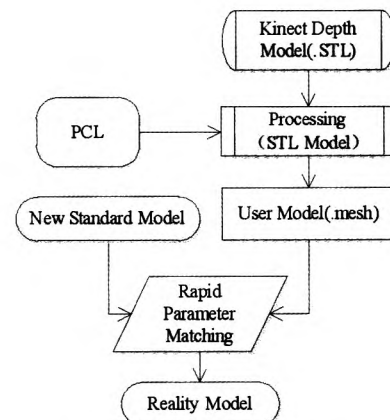 Kinect Depth
Model(.STL)
PCL
Processing
(STL Model)
New Standard Model
User Model(.mesh)
Rapid
Parameter
Matching
Reality Model